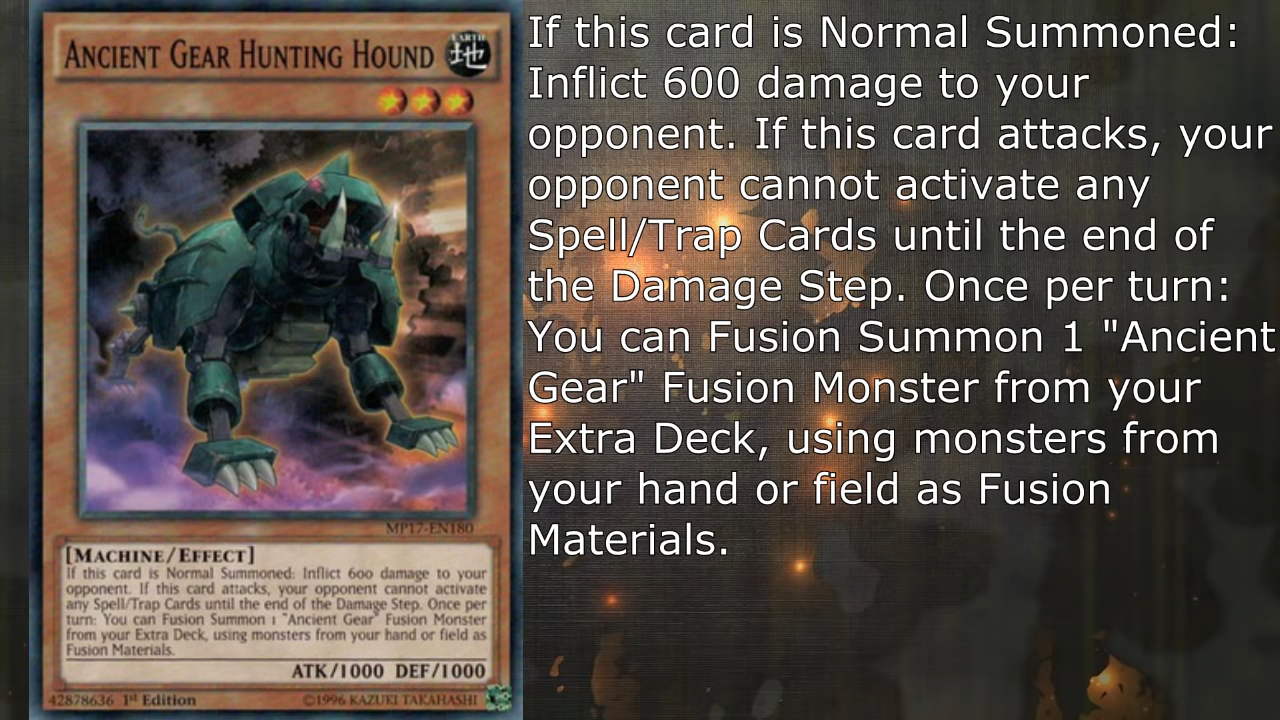 ANCIENT GEAR HUNTING HOUND
EARTH
地
MP17-EN180
[MACHINE/EFFECT]
If this card is Normal Summoned: Inflict 600 damage to your
opponent. If this card attacks, your opponent cannot activate
any Spell/Trap Cards until the end of the Damage Step. Once per
turn: You can Fusion Summon 1 "Ancient Gear" Fusion Monster
from your Extra Deck, using monsters from your hand or field as
Fusion Materials.
ATK/1000 DEF/1000
42878636 1st Edition ©1996 KAZUKI TAKAHASHI
If this card is Normal Summoned:
Inflict 600 damage to your
opponent. If this card attacks, your
opponent cannot activate any
Spell/Trap Cards until the end of
the Damage Step. Once per turn:
You can Fusion Summon 1 "Ancient
Gear" Fusion Monster from your
Extra Deck, using monsters from
your hand or field as Fusion
Materials.